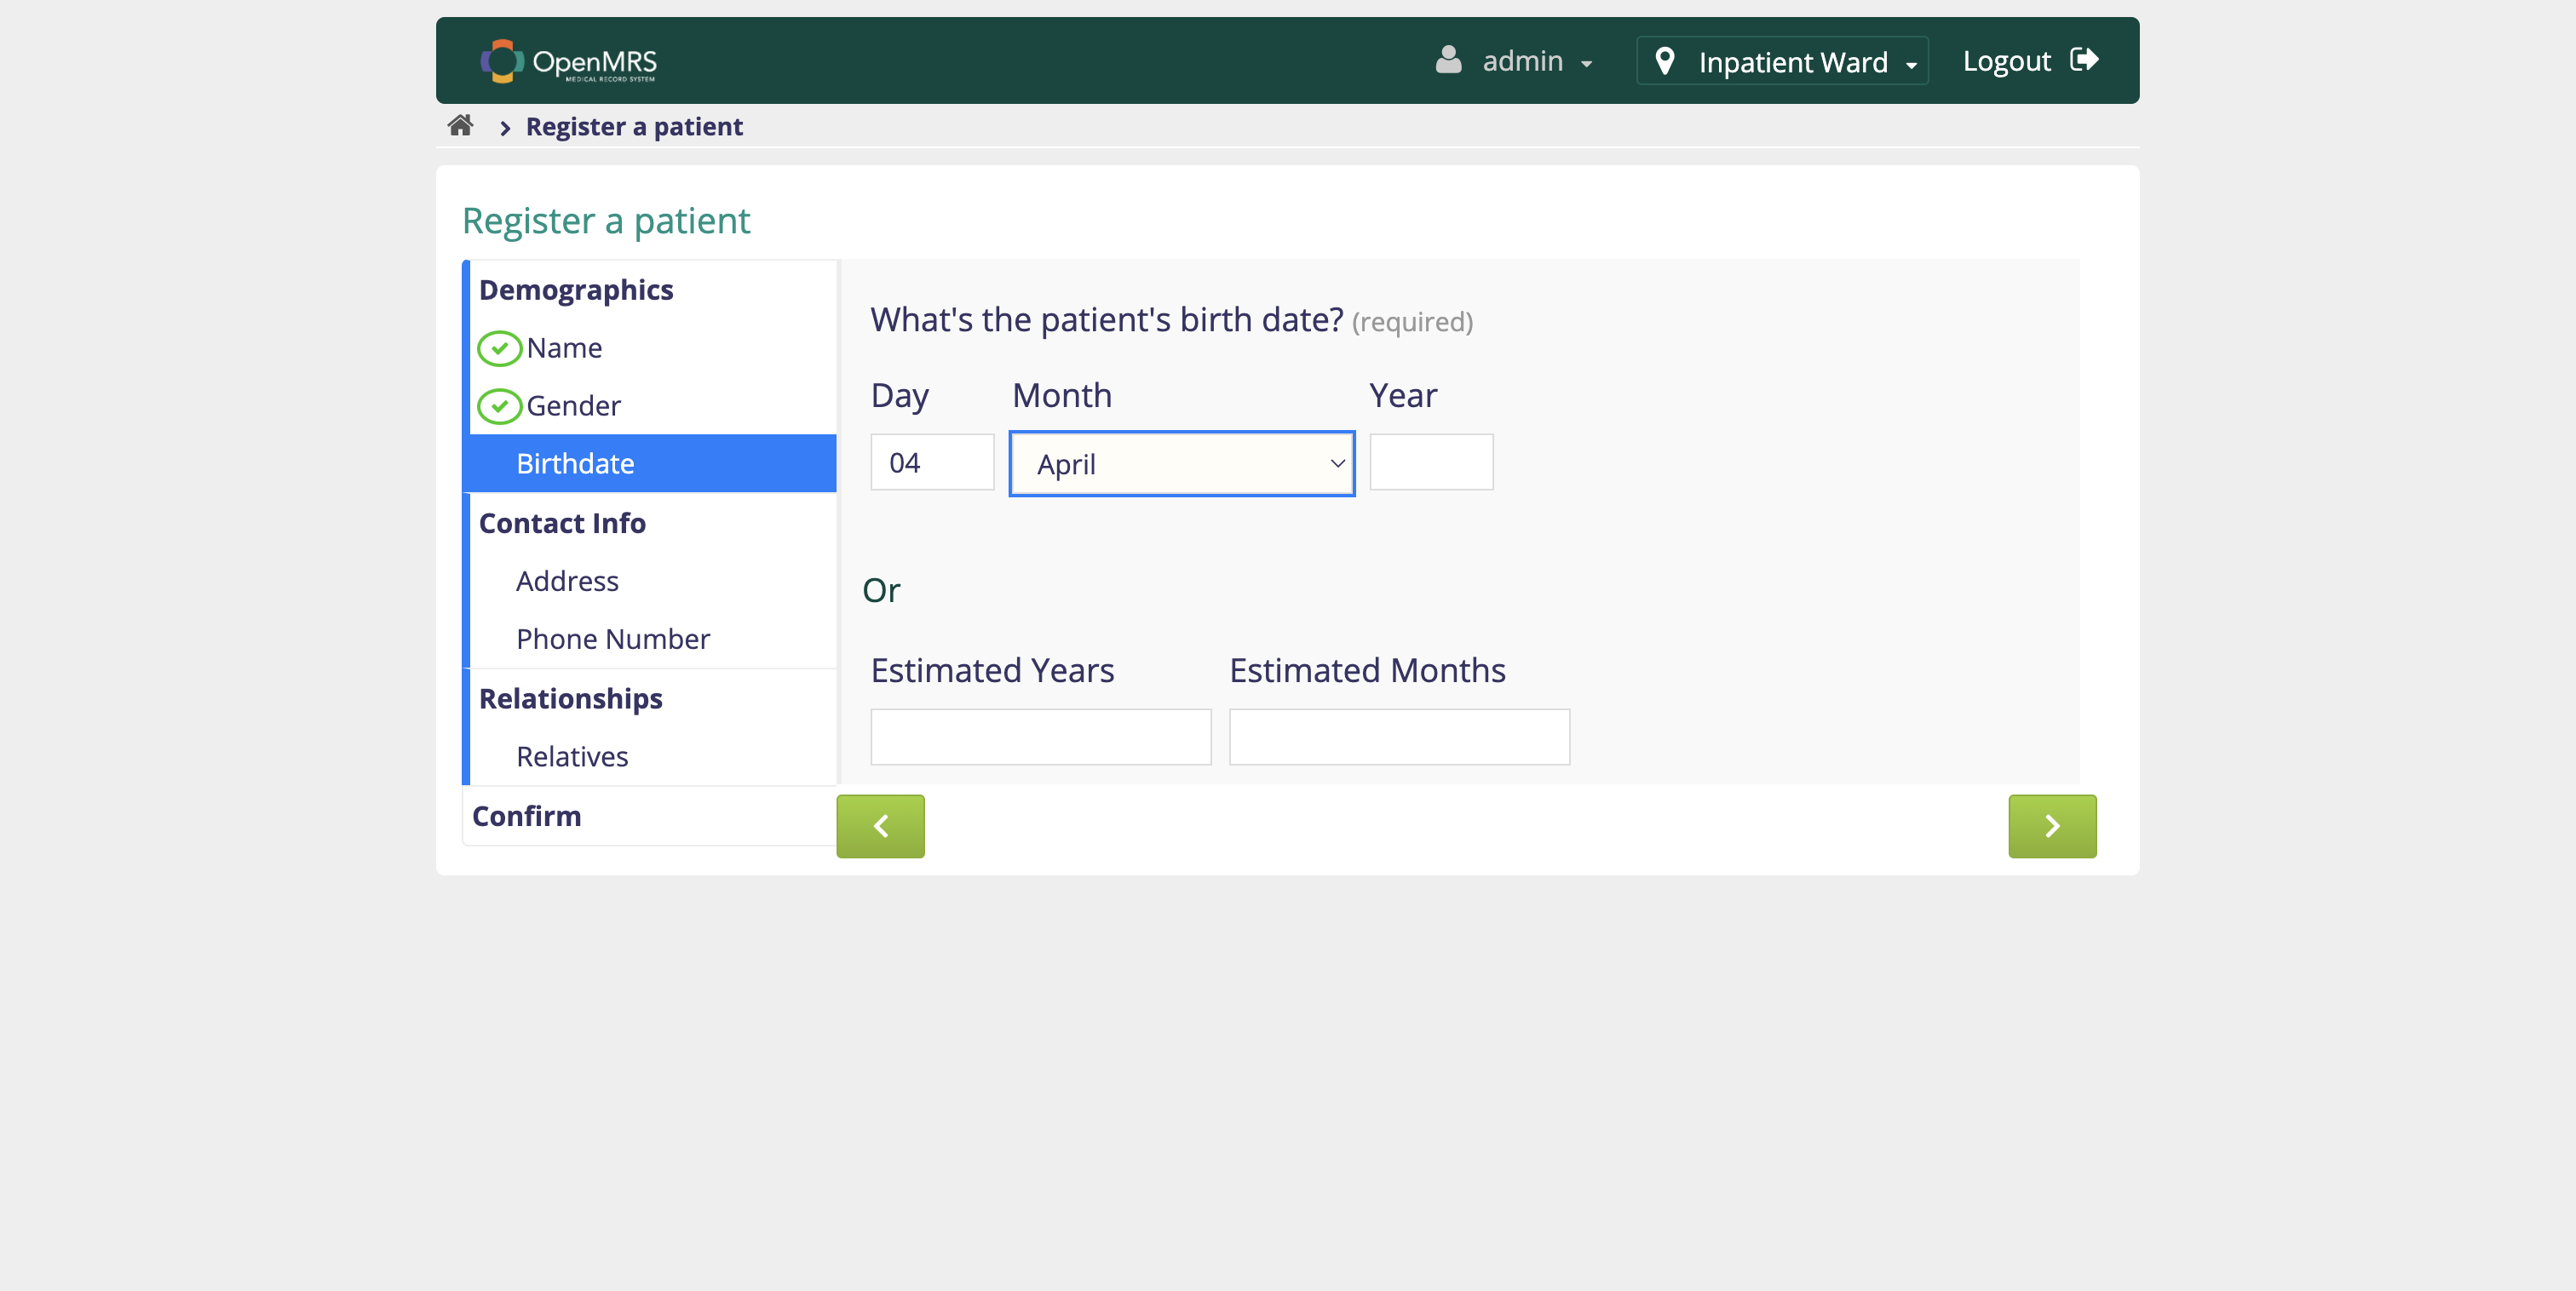 OpenMRS
MEDICAL RECORD SYSTEM
admin
Inpatient Ward
Logout
Register a patient
Register a patient
Demographics
Name
Gender
Birthdate
Contact Info
Address
Phone Number
Relationships
Relatives
Confirm
What's the patient's birth date? (required)
Day Month Year
04 April
Or
Estimated Years Estimated Months